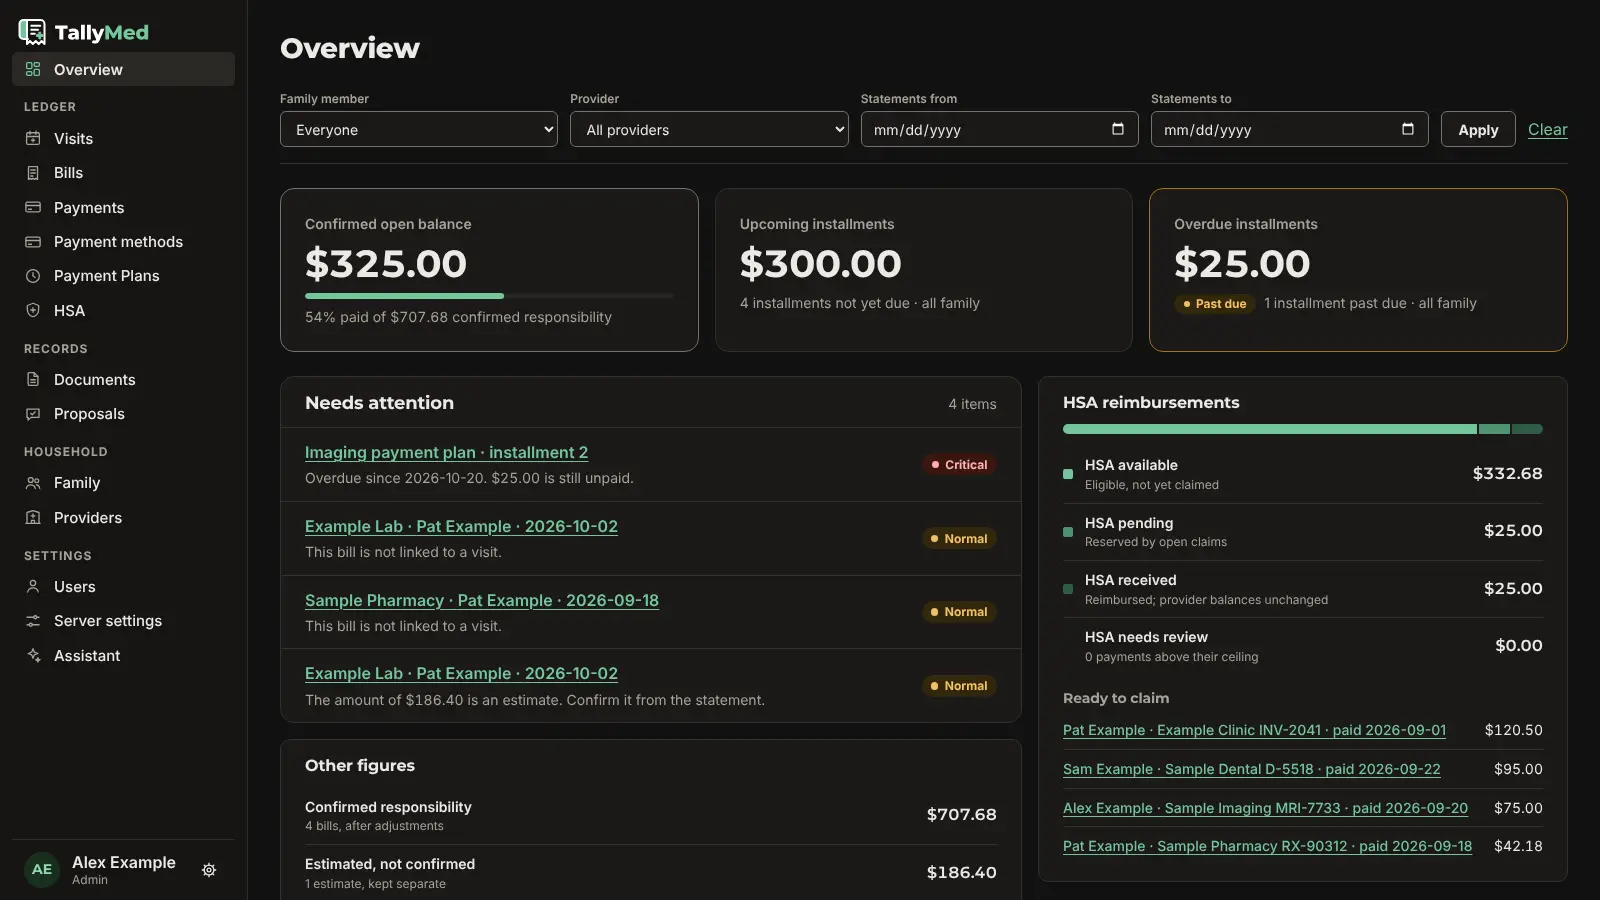 TallyMed
Overview
LEDGER
Visits
Bills
Payments
Payment methods
Payment Plans
HSA
RECORDS
Documents
Proposals
HOUSEHOLD
Family
Providers
SETTINGS
Users
Server settings
Assistant
AE
Alex Example
Admin
Overview
Family member
Provider
Statements from
Statements to
Everyone
All providers
mm/dd/yyyy
mm/dd/yyyy
Apply
Clear
Confirmed open balance
$325.00
54% paid of $707.68 confirmed responsibility
Upcoming installments
$300.00
4 installments not yet due · all family
Overdue installments
$25.00
Past due
1 installment past due · all family
Needs attention
4 items
Imaging payment plan · installment 2
Overdue since 2026-10-20. $25.00 is still unpaid.
Critical
Example Lab · Pat Example · 2026-10-02
This bill is not linked to a visit.
Normal
Sample Pharmacy · Pat Example · 2026-09-18
This bill is not linked to a visit.
Normal
Example Lab · Pat Example · 2026-10-02
The amount of $186.40 is an estimate. Confirm it from the statement.
Normal
Other figures
Confirmed responsibility
4 bills, after adjustments
$707.68
Estimated, not confirmed
1 estimate, kept separate
$186.40
HSA reimbursements
HSA available
Eligible, not yet claimed
$332.68
HSA pending
Reserved by open claims
$25.00
HSA received
Reimbursed; provider balances unchanged
$25.00
HSA needs review
0 payments above their ceiling
$0.00
Ready to claim
Pat Example · Example Clinic INV-2041 · paid 2026-09-01
$120.50
Sam Example · Sample Dental D-5518 · paid 2026-09-22
$95.00
Alex Example · Sample Imaging MRI-7733 · paid 2026-09-20
$75.00
Pat Example · Sample Pharmacy RX-90312 · paid 2026-09-18
$42.18